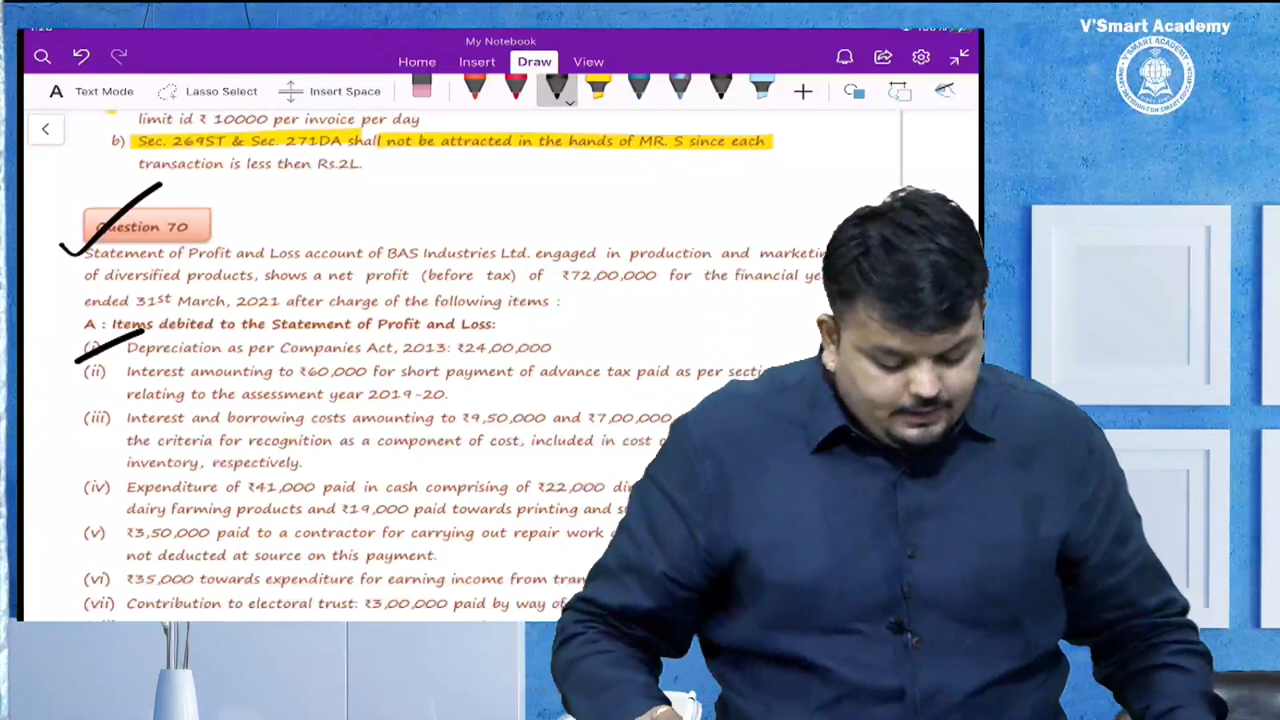 V'Smart Academy
My Notebook
Home Insert Draw View
A Text Mode Lasso Select Insert Space
limit id ₹ 10000 per invoice per day
b) Sec. 269ST & Sec. 271DA shall not be attracted in the hands of MR. S since each
transaction is less then Rs.2L.
Question 70
Statement of Profit and Loss account of BAS Industries Ltd. engaged in production and
of diversified products, shows a net profit (before tax) of ₹72,00,000 for the financial
ended 31st March, 2021 after charge of the following items :
A : Items debited to the Statement of Profit and Loss:
(i) Depreciation as per Companies Act, 2013: ₹24,00,000
(ii) Interest amounting to ₹60,000 for short payment of advance tax paid as per
relating to the assessment year 2019-20.
(iii) Interest and borrowing costs amounting to ₹9,50,000 and ₹7,00,000
the criteria for recognition as a component of cost, included in cost
inventory, respectively.
(iv) Expenditure of ₹41,000 paid in cash comprising of ₹22,000
dairy farming products and ₹19,000 paid towards printing and
(v) ₹3,50,000 paid to a contractor for carrying out repair work
not deducted at source on this payment.
(vi) ₹35,000 towards expenditure for earning income from
(vii) Contribution to electoral trust: ₹3,00,000 paid by way of